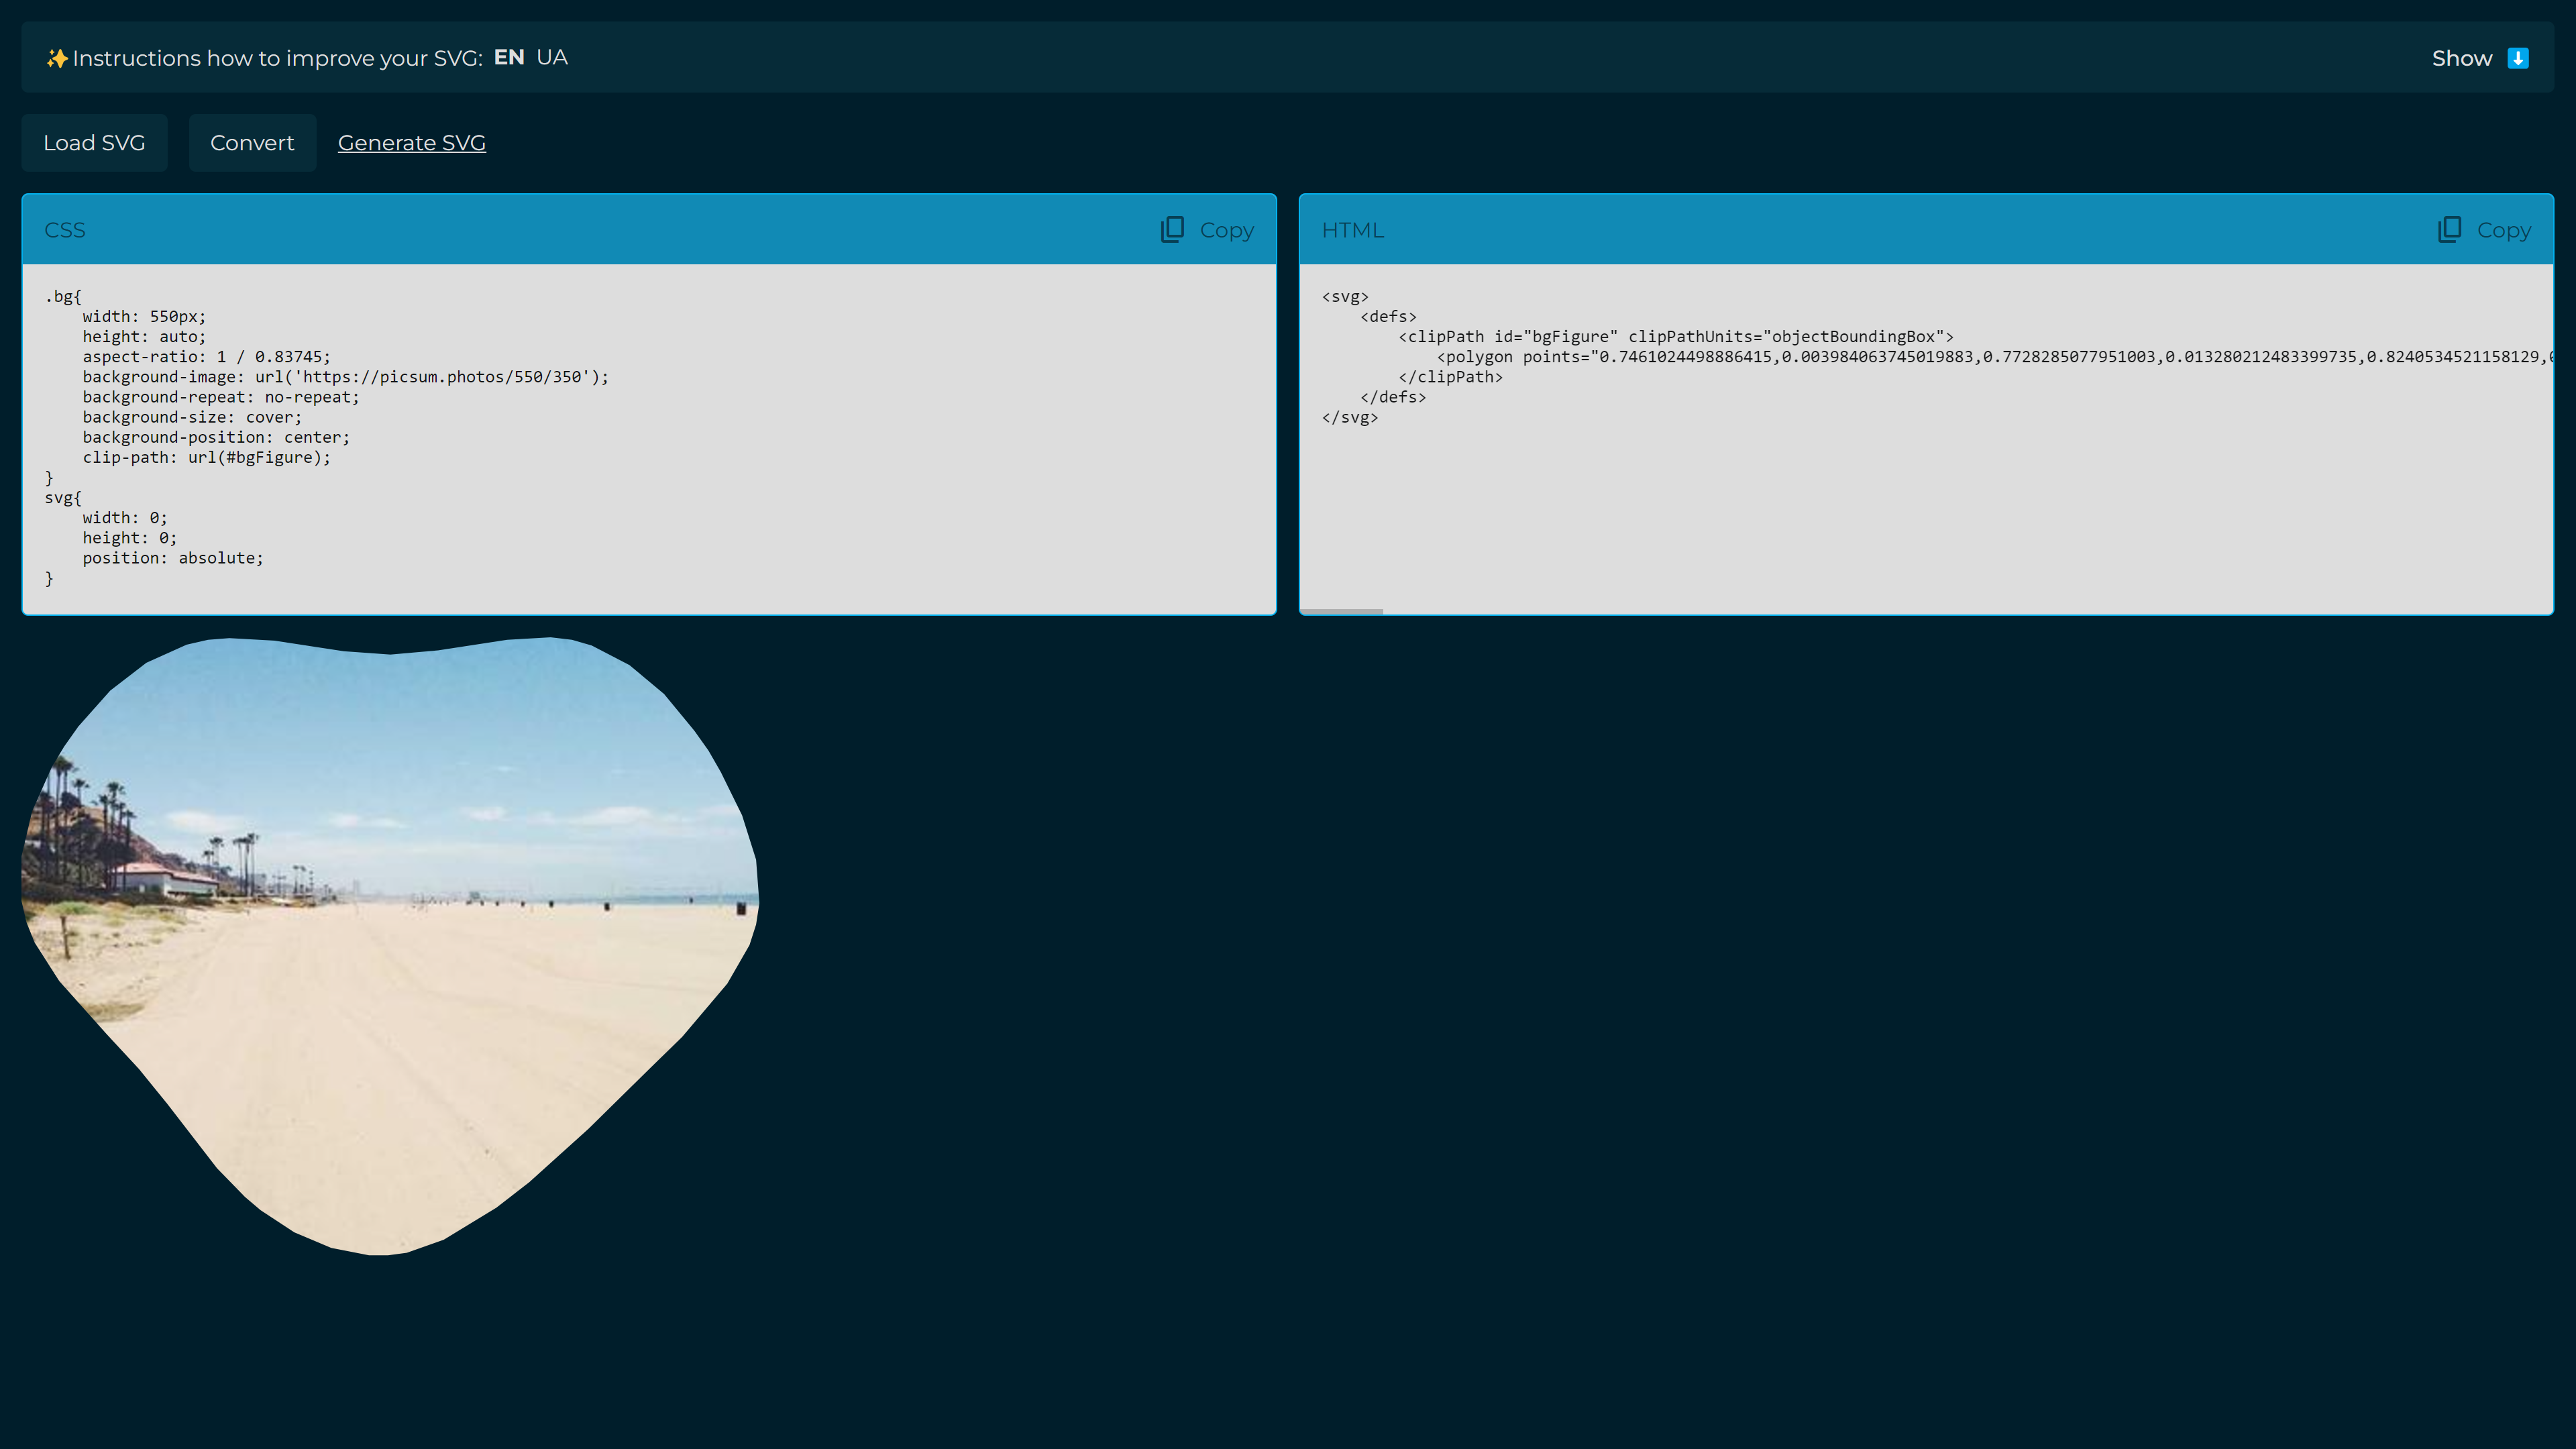 ✨Instructions how to improve your SVG: EN UA
Show ⬇️
Load SVG
Convert
Generate SVG
CSS
Copy
.bg{
    width: 550px;
    height: auto;
    aspect-ratio: 1 / 0.83745;
    background-image: url('https://picsum.photos/550/350');
    background-repeat: no-repeat;
    background-size: cover;
    background-position: center;
    clip-path: url(#bgFigure);
}
svg{
    width: 0;
    height: 0;
    position: absolute;
}
HTML
Copy
<svg>
    <defs>
        <clipPath id="bgFigure" clipPathUnits="objectBoundingBox">
            <polygon points="0.7461024498886415,0.003984063745019883,0.7728285077951003,0.013280212483399735,0.8240534521158129,
        </clipPath>
    </defs>
</svg>